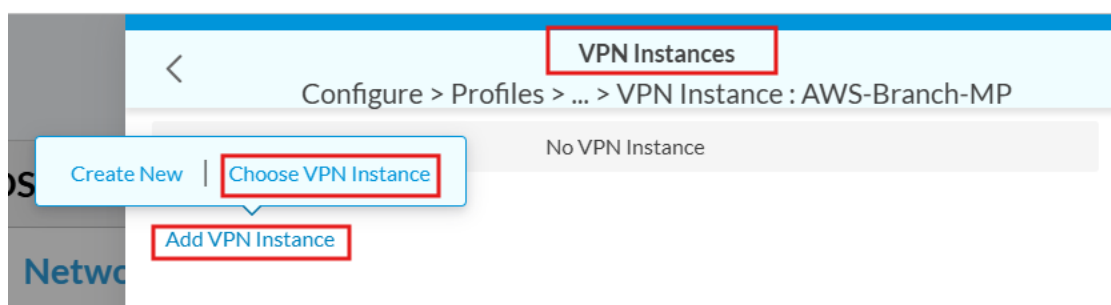 VPN Instances
Configure > Profiles > ... > VPN Instance : AWS-Branch-MP
No VPN Instance
Create New | Choose VPN Instance
Add VPN Instance